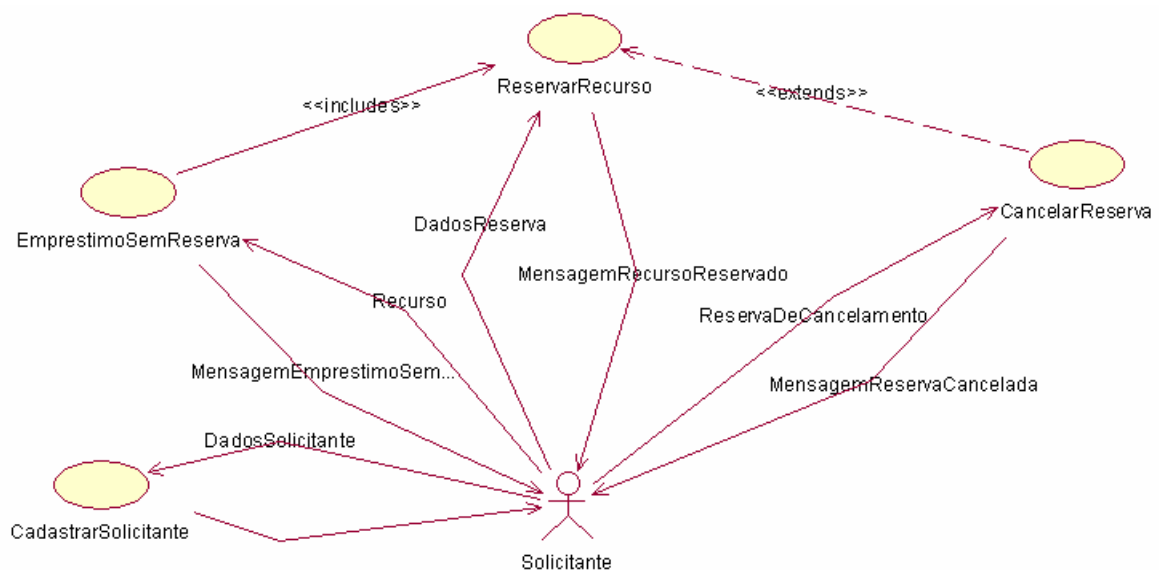 ReservarRecurso
<<includes>>
<<extends>>
EmprestimoSemReserva
CancelarReserva
DadosReserva
MensagemRecursoReservado
Recurso
ReservaDeCancelamento
MensagemEmprestimoSem...
MensagemReservaCancelada
DadosSolicitante
CadastrarSolicitante
Solicitante